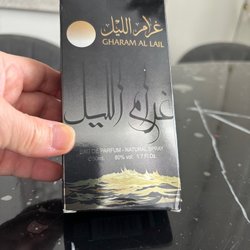 غرام الليل
GHARAM AL LAIL
غرام الليل
EAU DE PARFUM - NATURAL SPRAY
80% vol. 1.7 Fl.Oz.